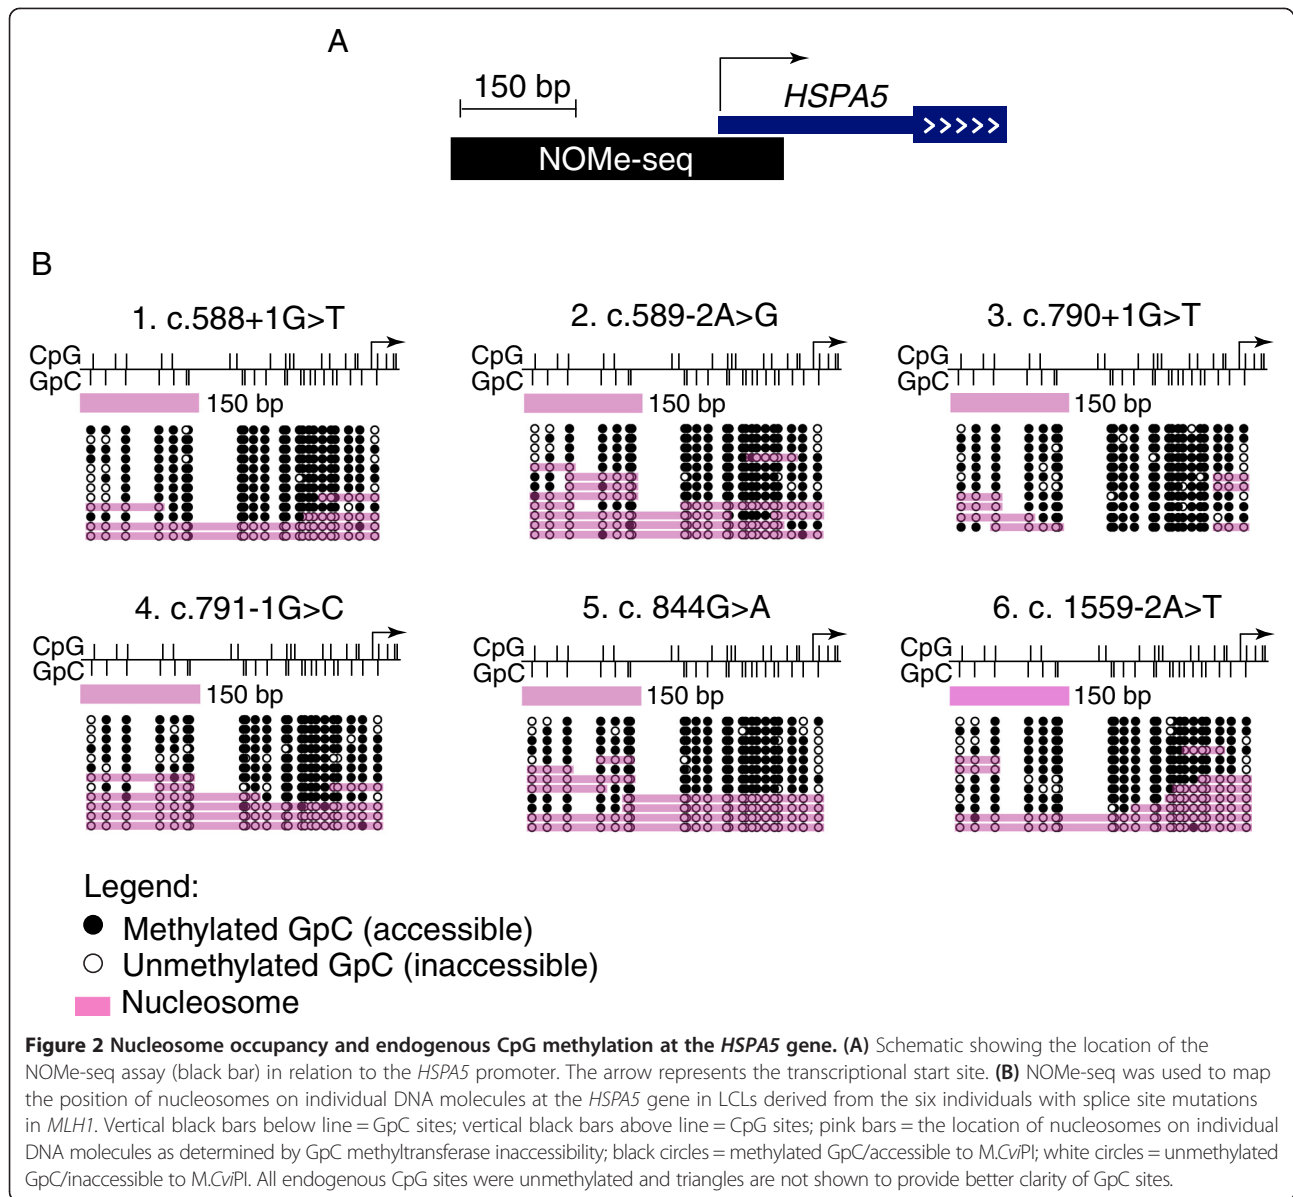 A
150 bp
HSPA5
>>>>>
NOMe-seq
B
1. c.588+1G>T
2. c.589-2A>G
3. c.790+1G>T
CpG
CpG
CpG
GpC
GpC
GpC
150 bp
150 bp
150 bp
4. c.791-1G>C
5. c. 844G>A
6. c. 1559-2A>T
CpG
CpG
CpG
GpC
GpC
GpC
150 bp
150 bp
150 bp
Legend:
Methylated GpC (accessible)
Unmethylated GpC (inaccessible)
Nucleosome
Figure 2 Nucleosome occupancy and endogenous CpG methylation at the HSPA5 gene. (A) Schematic showing the location of the
NOMe-seq assay (black bar) in relation to the HSPA5 promoter. The arrow represents the transcriptional start site. (B) NOMe-seq was used to map
the position of nucleosomes on individual DNA molecules at the HSPA5 gene in LCLs derived from the six individuals with splice site mutations
in MLH1. Vertical black bars below line = GpC sites; vertical black bars above line = CpG sites; pink bars = the location of nucleosomes on individual
DNA molecules as determined by GpC methyltransferase inaccessibility; black circles = methylated GpC/accessible to M.CviPI; white circles = unmethylated
GpC/inaccessible to M.CviPI. All endogenous CpG sites were unmethylated and triangles are not shown to provide better clarity of GpC sites.